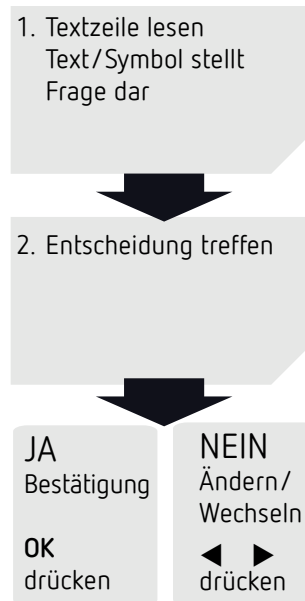 1. Textzeile lesen
Text/Symbol stellt
Frage dar
2. Entscheidung treffen
JA
Bestätigung
OK
drücken
NEIN
Ändern/
Wechseln
◀ ▶
drücken